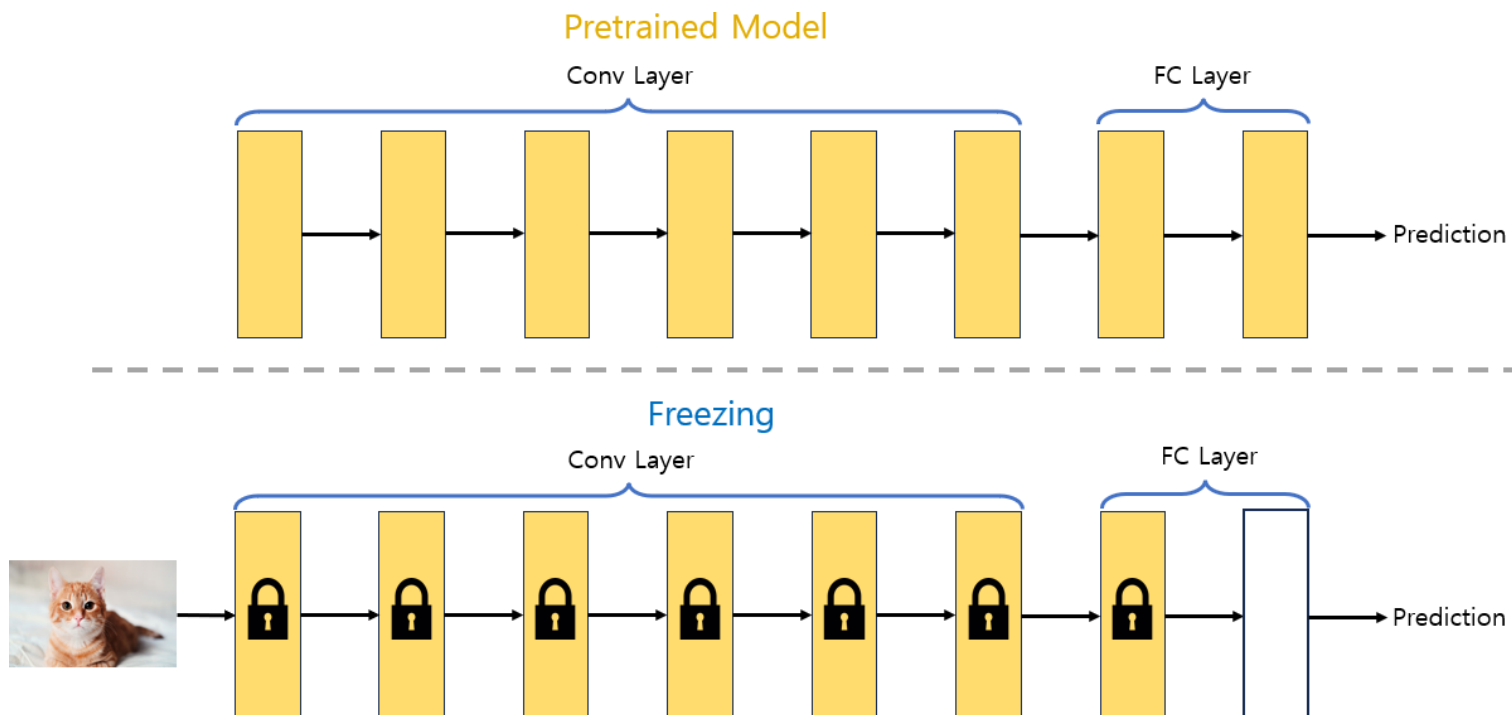 Pretrained Model
Conv Layer
FC Layer
Prediction
Freezing
Conv Layer
FC Layer
Prediction